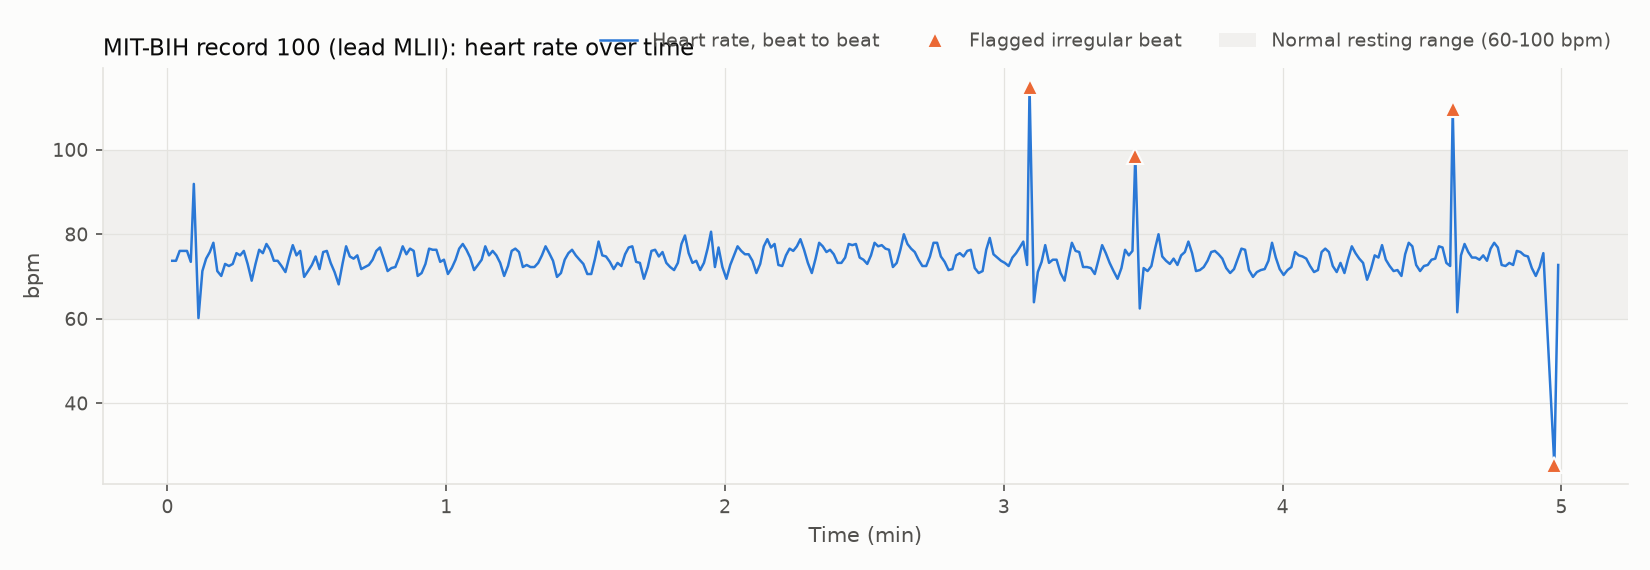 MIT-BIH record 100 (lead MLII): heart rate over time
Heart rate, beat to beat
Flagged irregular beat
Normal resting range (60-100 bpm)
100
80
60
40
bpm
0 1 2 3 4 5
Time (min)